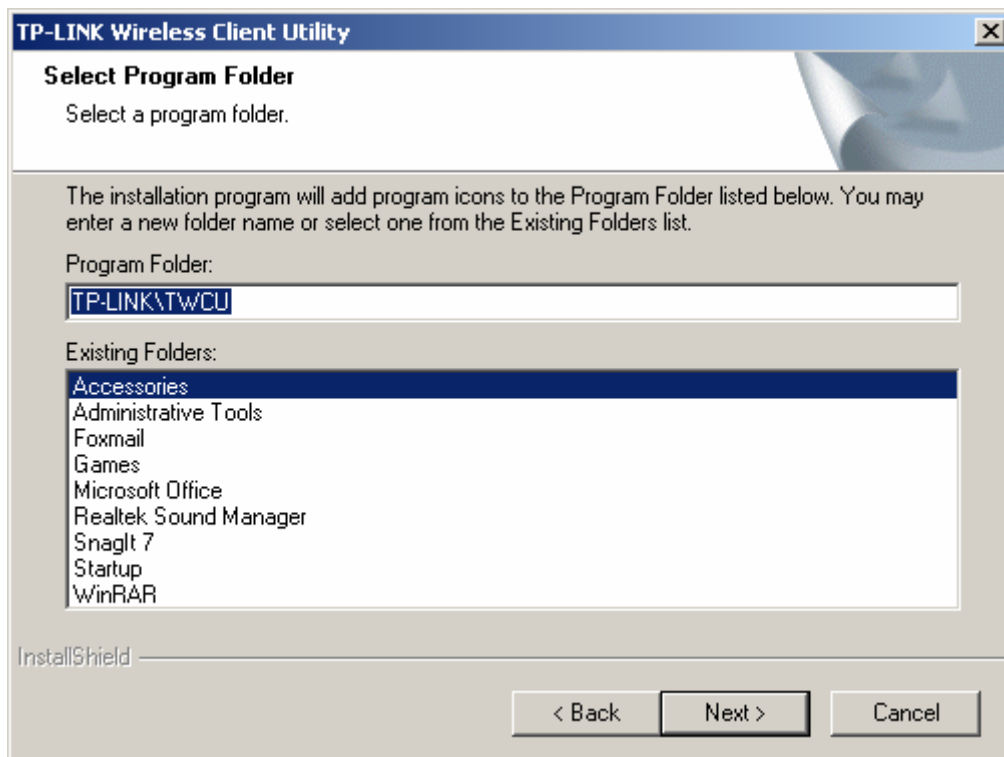 TP-LINK Wireless Client Utility
Select Program Folder
Select a program folder.
The installation program will add program icons to the Program Folder listed below. You may
enter a new folder name or select one from the Existing Folders list.
Program Folder:
TP-LINK\TWCU
Existing Folders:
Accessories
Administrative Tools
Foxmail
Games
Microsoft Office
Realtek Sound Manager
SnagIt 7
Startup
WinRAR
InstallShield
< Back Next > Cancel